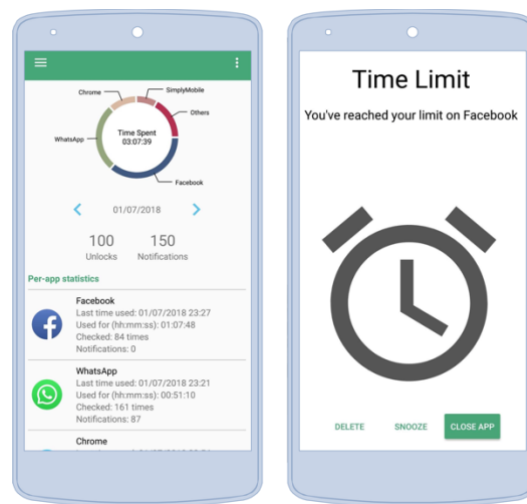 Chrome
SimplyMobile
Others
WhatsApp
Time Spent
03:07:39
Facebook
01/07/2018
100 150
Unlocks Notifications
Per-app statistics
Facebook
Last time used: 01/07/2018 23:27
Used for (hh:mm:ss): 01:07:48
Checked: 84 times
Notifications: 0
WhatsApp
Last time used: 01/07/2018 23:21
Used for (hh:mm:ss): 00:51:10
Checked: 161 times
Notifications: 87
Chrome
Time Limit
You've reached your limit on Facebook
DELETE SNOOZE CLOSE APP